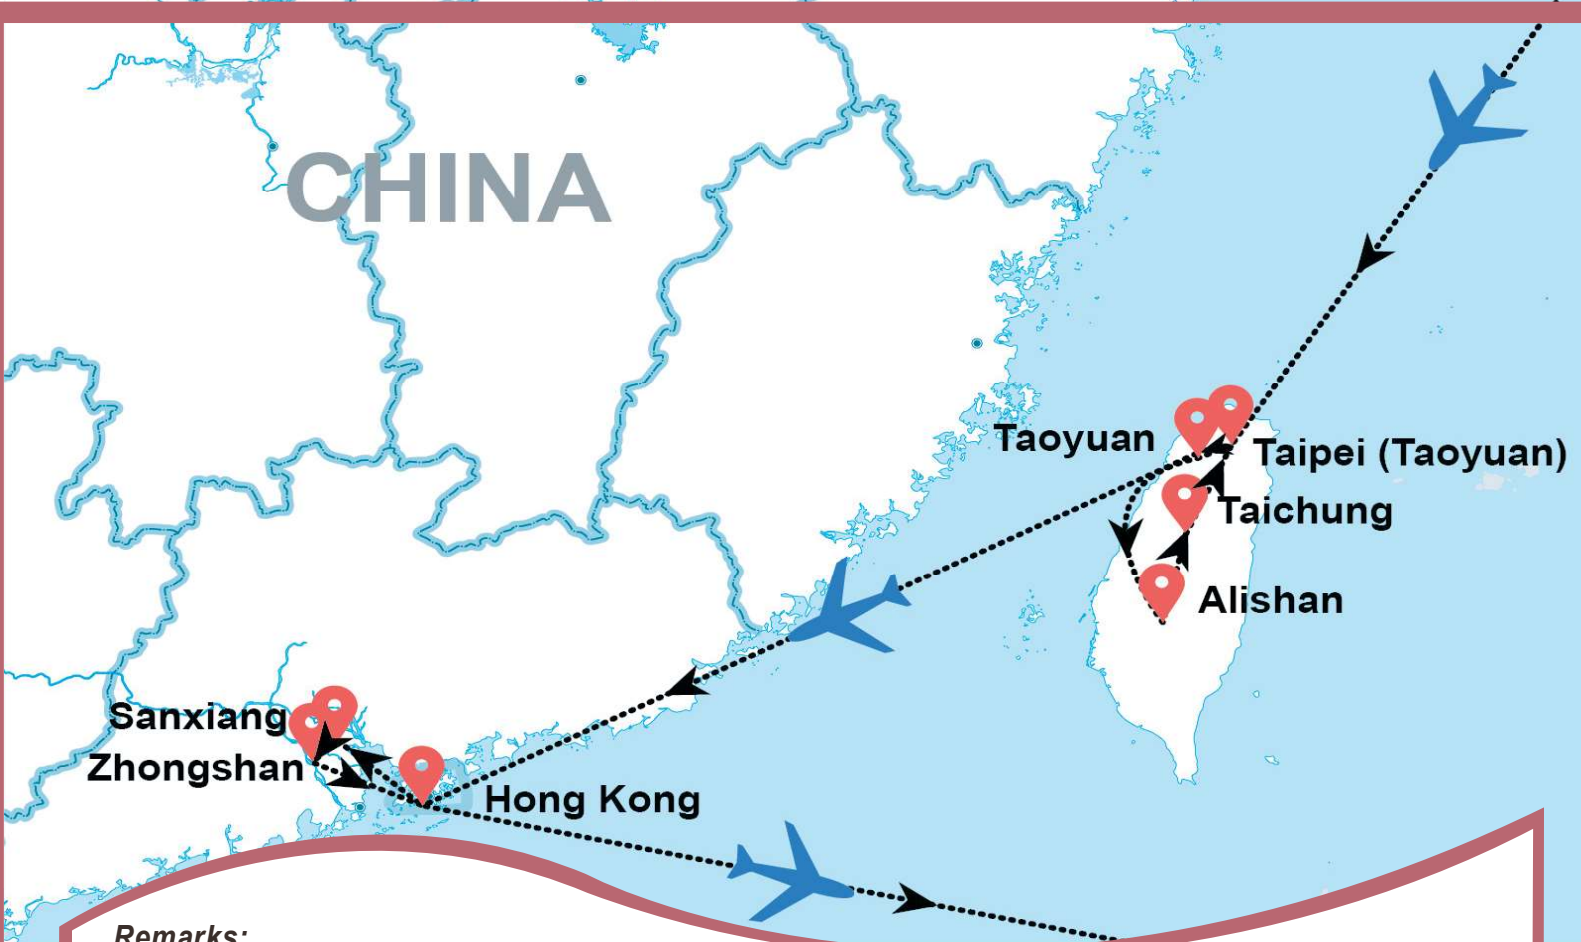 CHINA
Taoyuan
Taipei (Taoyuan)
Taichung
Alishan
Sanxiang
Zhongshan
Hong Kong
Remarks: